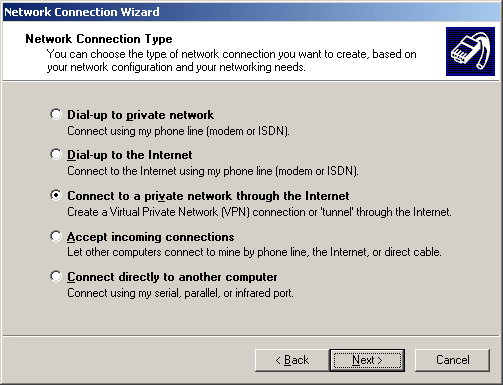 Network Connection Wizard
Network Connection Type
You can choose the type of network connection you want to create, based on
your network configuration and your networking needs.
Dial-up to private network
Connect using my phone line (modem or ISDN).
Dial-up to the Internet
Connect to the Internet using my phone line (modem or ISDN).
Connect to a private network through the Internet
Create a Virtual Private Network (VPN) connection or 'tunnel' through the Internet.
Accept incoming connections
Let other computers connect to mine by phone line, the Internet, or direct cable.
Connect directly to another computer
Connect using my serial, parallel, or infrared port.
< Back Next > Cancel